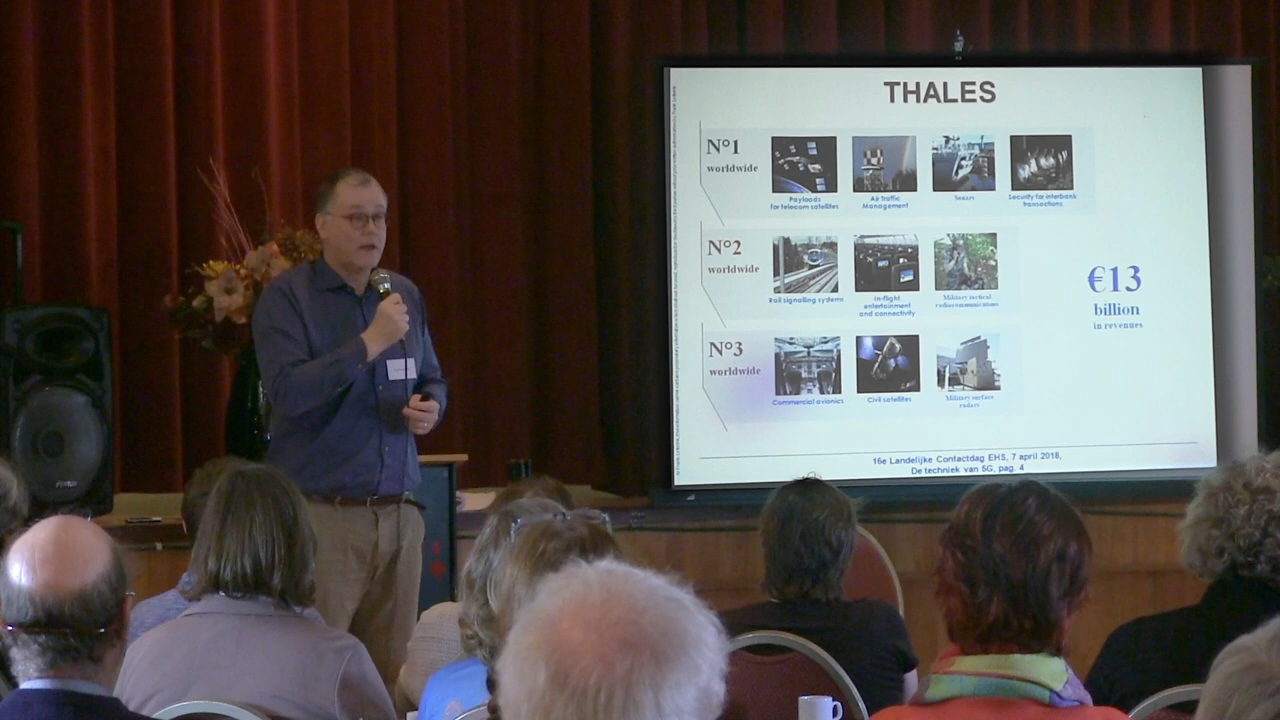 THALES
N°1
worldwide
Payloads
for telecom satellites
Air Traffic
Management
Sonars
Security for interbank
transactions
N°2
worldwide
Rail signalling systems
In-flight
entertainment
and connectivity
Military tactical
radiocommunications
€13
billion
in revenues
N°3
worldwide
Commercial avionics
Civil satellites
Military surface
radars
16e Landelijke Contactdag EHS, 7 april 2018,
De techniek van 5G, pag. 4